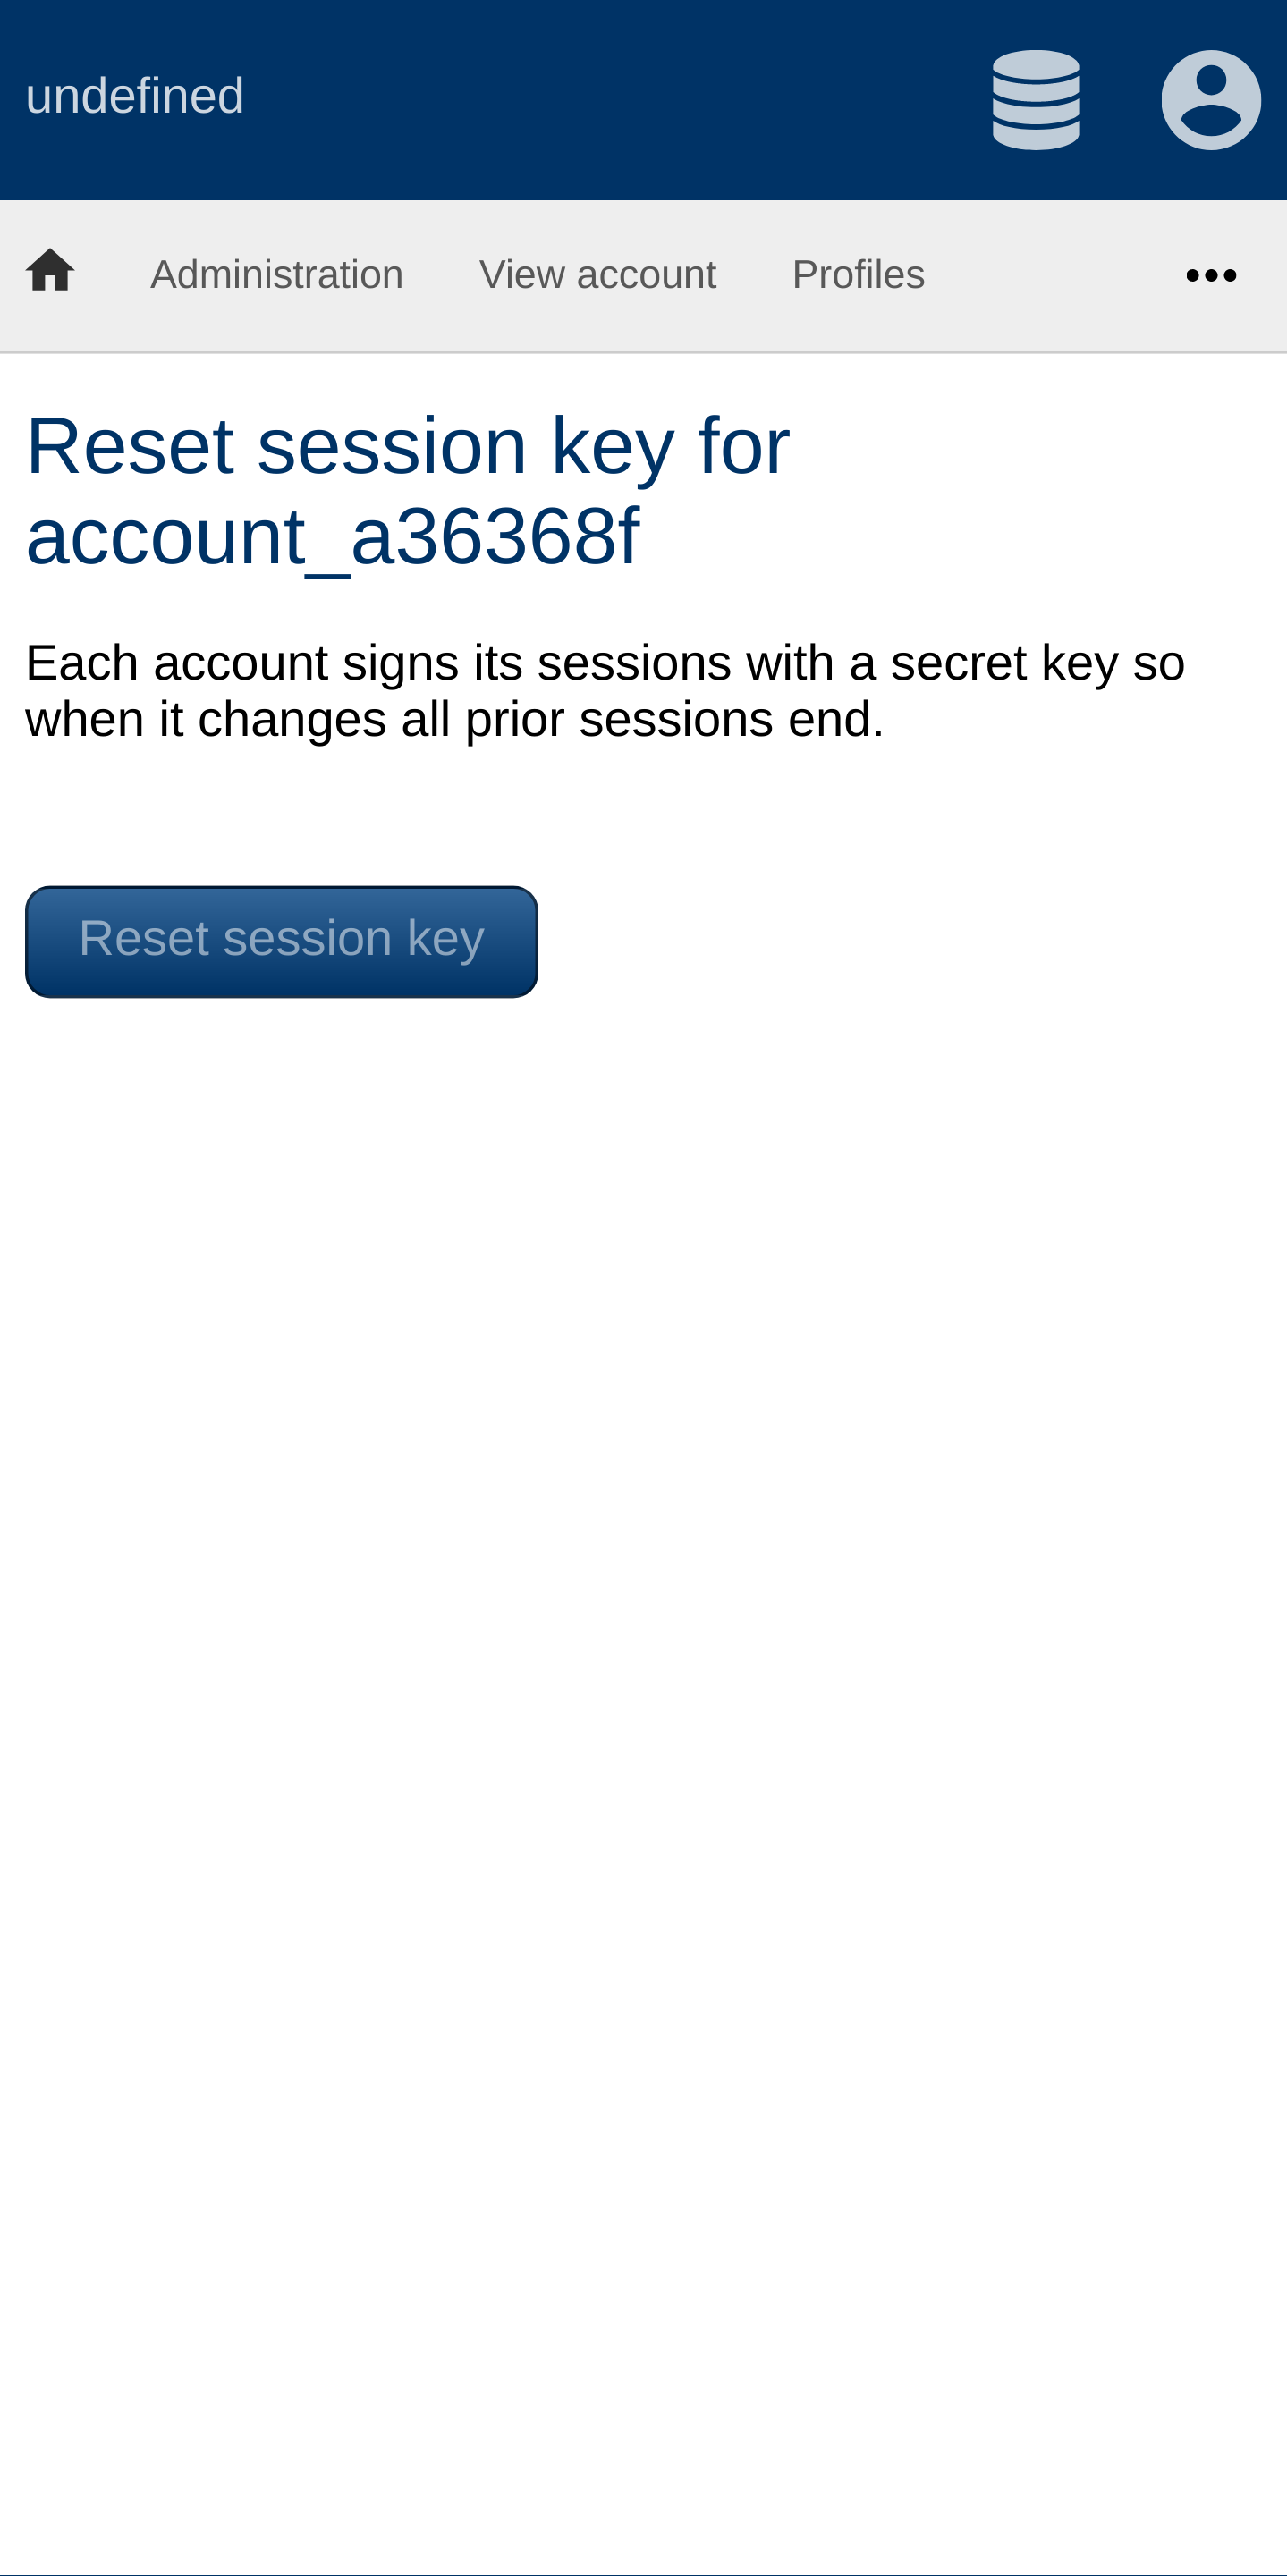 undefined
Administration View account Profiles
Reset session key for
account_a36368f
Each account signs its sessions with a secret key so
when it changes all prior sessions end.
Reset session key